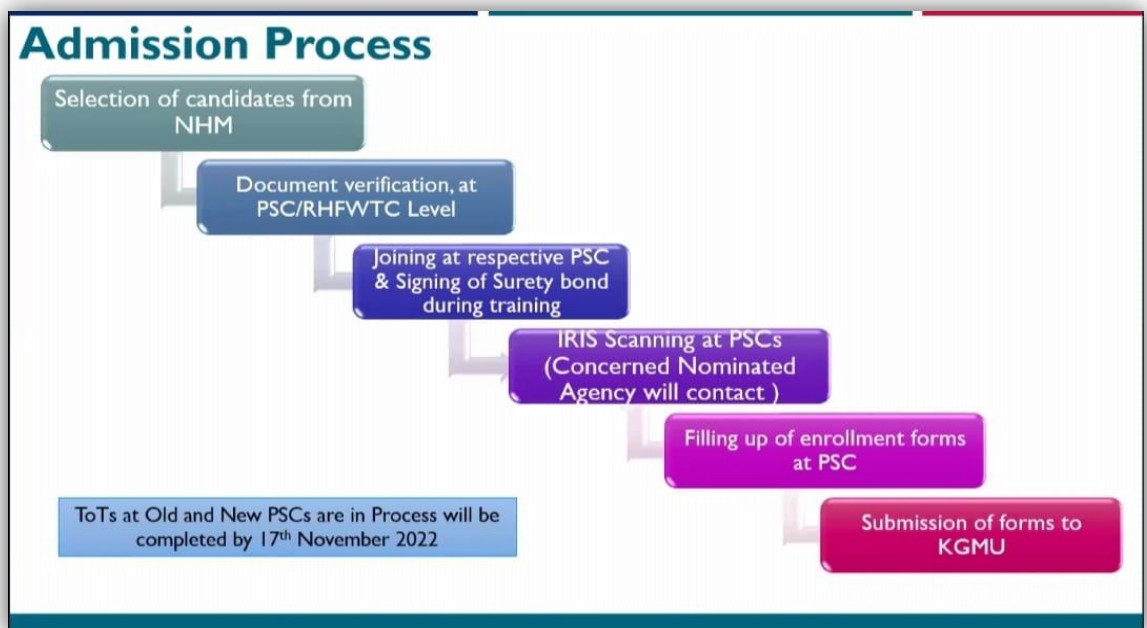 Admission Process
Selection of candidates from
NHM
Document verification, at
PSC/RHFWTC Level
Joining at respective PSC
& Signing of Surety bond
during training
IRIS Scanning at PSCs
(Concerned Nominated
Agency will contact )
Filling up of enrollment forms
at PSC
Submission of forms to
KGMU
ToTs at Old and New PSCs are in Process will be
completed by 17th November 2022